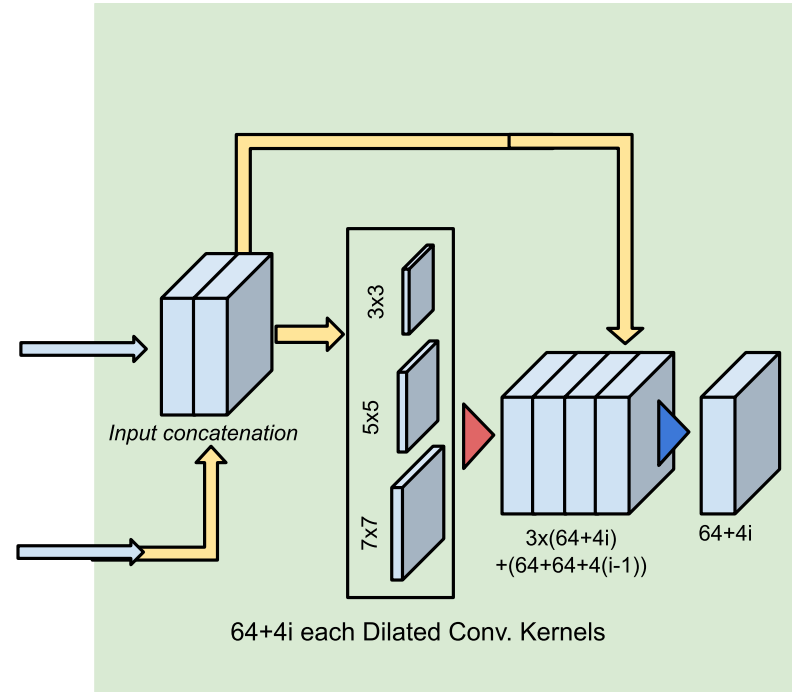 3x3
Input concatenation
5x5
7x7
3x(64+4i)
+(64+64+4(i-1))
64+4i
64+4i each Dilated Conv. Kernels